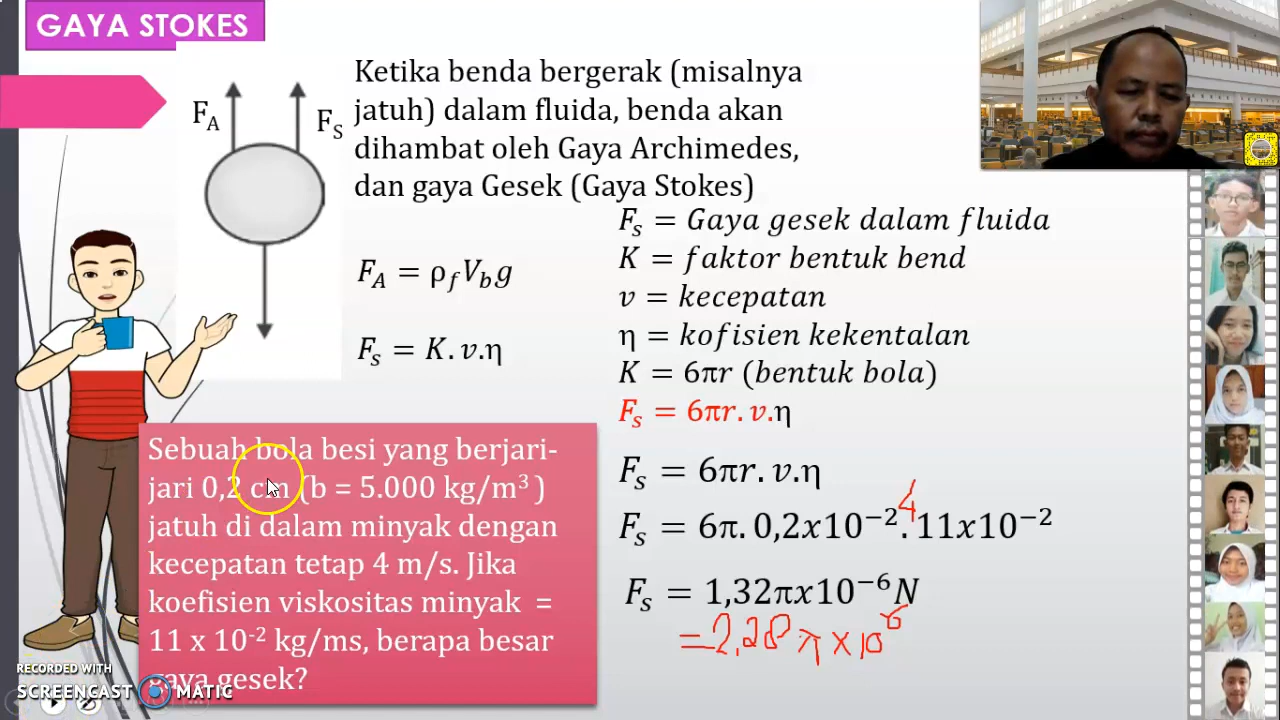 GAYA STOKES
Ketika benda bergerak (misalnya
jatuh) dalam fluida, benda akan
dihambat oleh Gaya Archimedes,
dan gaya Gesek (Gaya Stokes)
F_A
F_S
F_A = ρ_f V_b g
F_s = K. v.η
F_s = Gaya gesek dalam fluida
K = faktor bentuk bend
v = kecepatan
η = kofisien kekentalan
K = 6πr (bentuk bola)
F_s = 6πr. v.η
Sebuah bola besi yang berjari-
jari 0,2 cm (b = 5.000 kg/m³ )
jatuh di dalam minyak dengan
kecepatan tetap 4 m/s. Jika
koefisien viskositas minyak =
11 x 10⁻² kg/ms, berapa besar
gaya gesek?
F_s = 6πr. v.η
4
F_s = 6π. 0,2x10⁻². 11x10⁻²
F_s = 1,32πx10⁻⁶N
= 2,28 π x 10⁶
RECORDED WITH
SCREENCAST MATIC